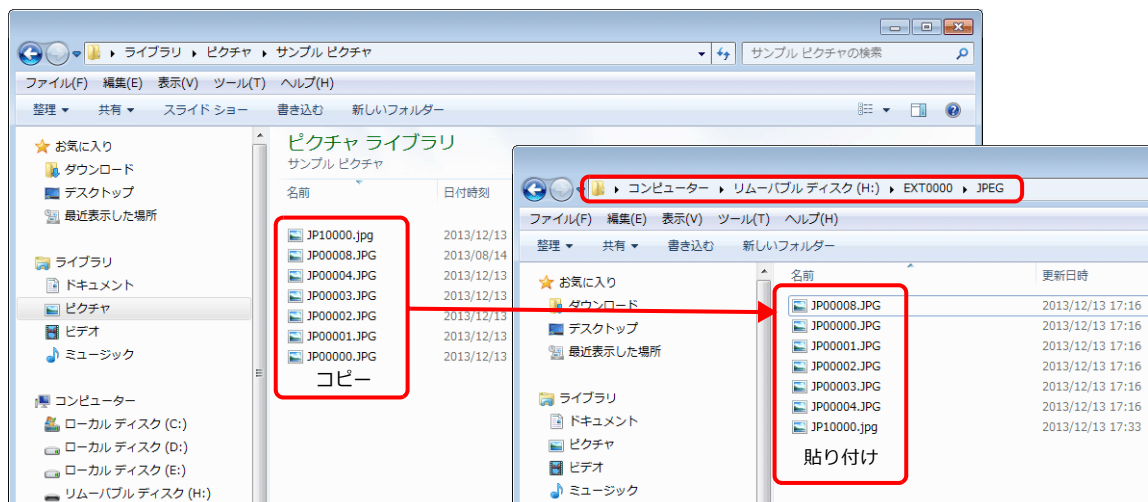 ライブラリ ▸ ピクチャ ▸ サンプル ピクチャ
サンプル ピクチャの検索
ファイル(F) 編集(E) 表示(V) ツール(T) ヘルプ(H)
整理 ▼ 共有 ▼ スライド ショー 書き込む 新しいフォルダー
お気に入り
ダウンロード
デスクトップ
最近表示した場所
ライブラリ
ドキュメント
ピクチャ
ビデオ
ミュージック
コンピューター
ローカル ディスク (C:)
ローカル ディスク (D:)
ローカル ディスク (E:)
リムーバブル ディスク (H:)
ピクチャ ライブラリ
サンプル ピクチャ
名前 日付時刻
JP10000.jpg 2013/12/13
JP00008.JPG 2013/08/14
JP00004.JPG 2013/12/13
JP00003.JPG 2013/12/13
JP00002.JPG 2013/12/13
JP00001.JPG 2013/12/13
JP00000.JPG 2013/12/13
コピー
コンピューター ▸ リムーバブル ディスク (H:) ▸ EXT0000 ▸ JPEG
ファイル(F) 編集(E) 表示(V) ツール(T) ヘルプ(H)
整理 ▼ 共有 ▼ 書き込む 新しいフォルダー
お気に入り
ダウンロード
デスクトップ
最近表示した場所
ライブラリ
ドキュメント
ピクチャ
ビデオ
ミュージック
名前 更新日時
JP00008.JPG 2013/12/13 17:16
JP00000.JPG 2013/12/13 17:16
JP00001.JPG 2013/12/13 17:16
JP00002.JPG 2013/12/13 17:16
JP00003.JPG 2013/12/13 17:16
JP00004.JPG 2013/12/13 17:16
JP10000.jpg 2013/12/13 17:33
貼り付け